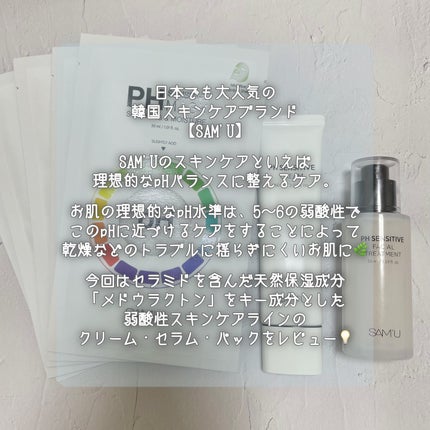 日本でも大人気の
韓国スキンケアブランド
【SAM'U】
SAM'Uのスキンケアといえば
理想的なpHバランスに整えるケア。
お肌の理想的なpH水準は、5〜6の弱酸性で
このpHに近づけるケアをすることによって
乾燥などのトラブルに揺らぎにくいお肌に🌿
今回はセラミドを含んだ天然保湿成分
「メドウラクトン」をキー成分とした
弱酸性スキンケアラインの
クリーム・セラム・パックをレビュー💡
PH
SLIGHTLY ACID
PH SENSITIVE
FACIAL
TREATMENT
SAM'U